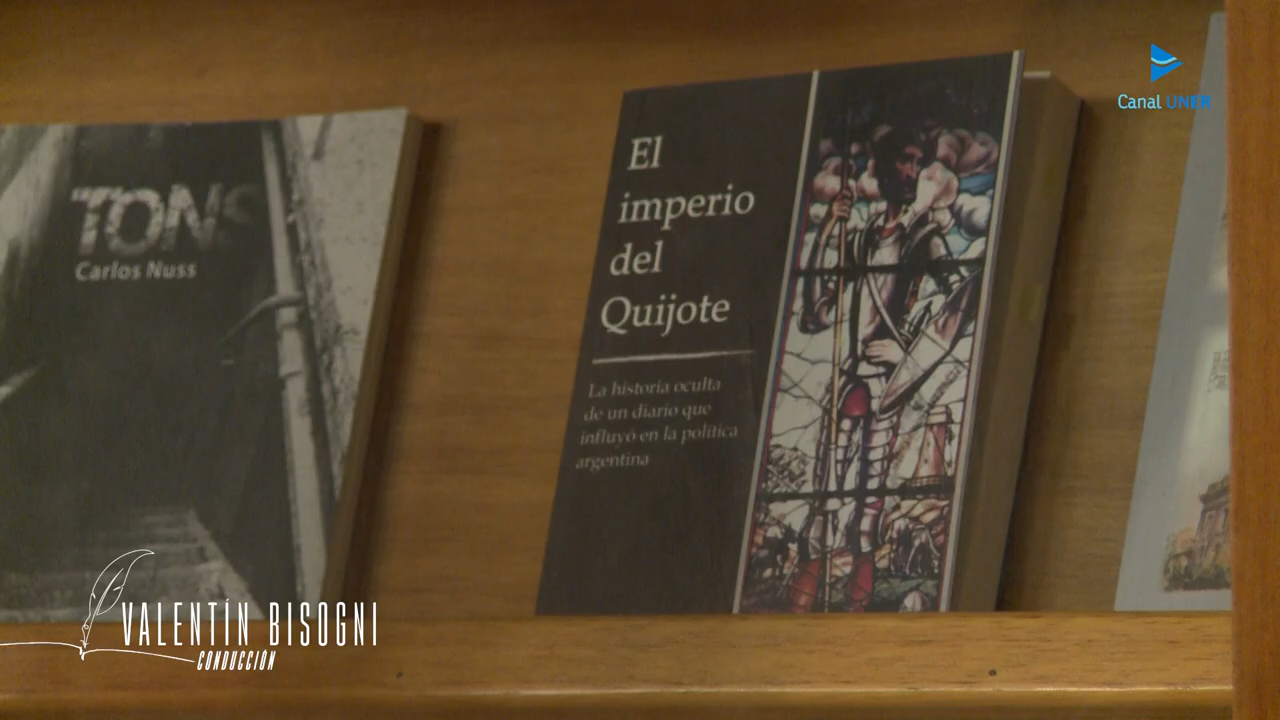 TONS
Carlos Nuss
El
imperio
del
Quijote
La historia oculta
de un diario que
influyó en la política
argentina
Canal UNER
VALENTÍN BISOGNI
CONDUCCIÓN